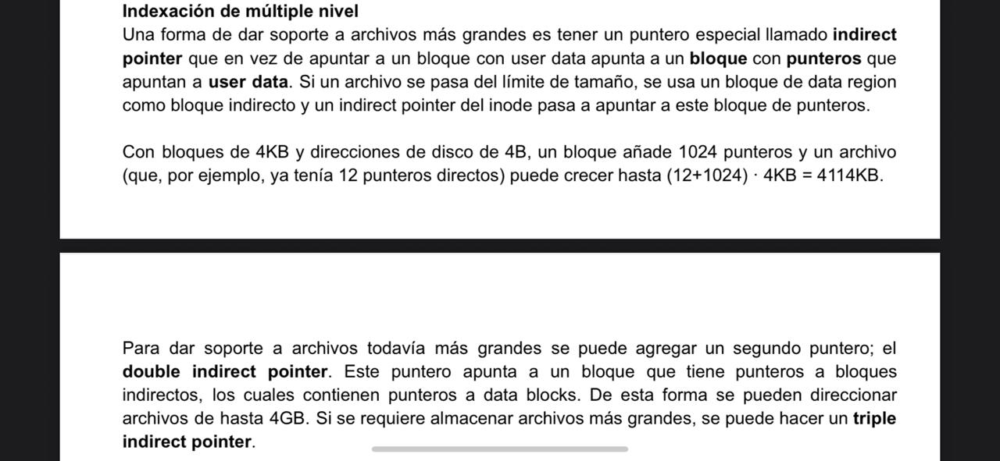 Indexación de múltiple nivel
Una forma de dar soporte a archivos más grandes es tener un puntero especial llamado indirect
pointer que en vez de apuntar a un bloque con user data apunta a un bloque con punteros que
apuntan a user data. Si un archivo se pasa del límite de tamaño, se usa un bloque de data region
como bloque indirecto y un indirect pointer del inode pasa a apuntar a este bloque de punteros.
Con bloques de 4KB y direcciones de disco de 4B, un bloque añade 1024 punteros y un archivo
(que, por ejemplo, ya tenía 12 punteros directos) puede crecer hasta (12+1024) · 4KB = 4114KB.
Para dar soporte a archivos todavía más grandes se puede agregar un segundo puntero; el
double indirect pointer. Este puntero apunta a un bloque que tiene punteros a bloques
indirectos, los cuales contienen punteros a data blocks. De esta forma se pueden direccionar
archivos de hasta 4GB. Si se requiere almacenar archivos más grandes, se puede hacer un triple
indirect pointer.